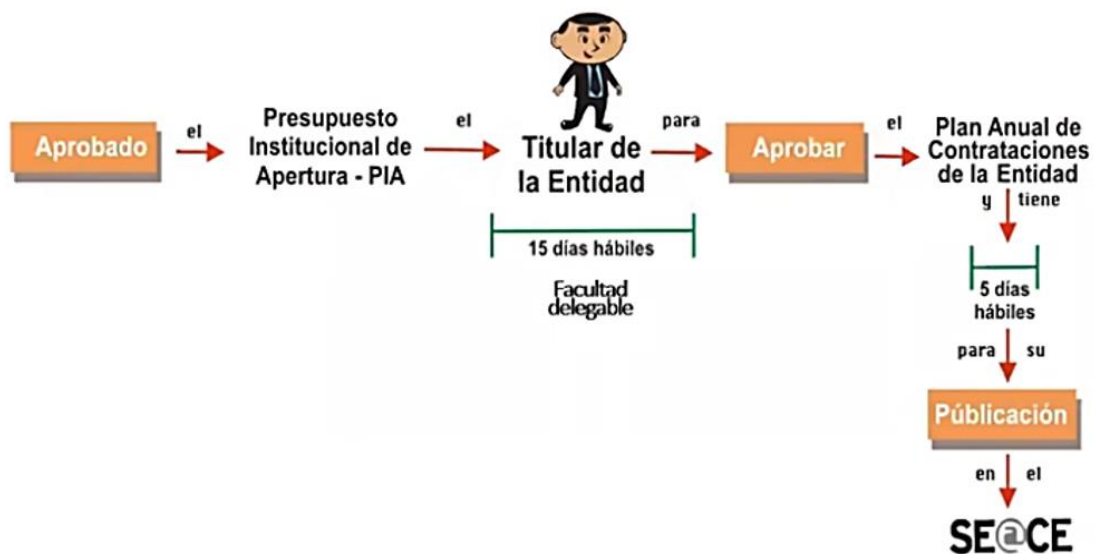 Aprobado
el
Presupuesto
Institucional de
Apertura - PIA
el
Titular de
la Entidad
15 días hábiles
Facultad
delegable
para
Aprobar
el
Plan Anual de
Contrataciones
de la Entidad
y tiene
5 días
hábiles
para su
Públicación
en el
SE@CE